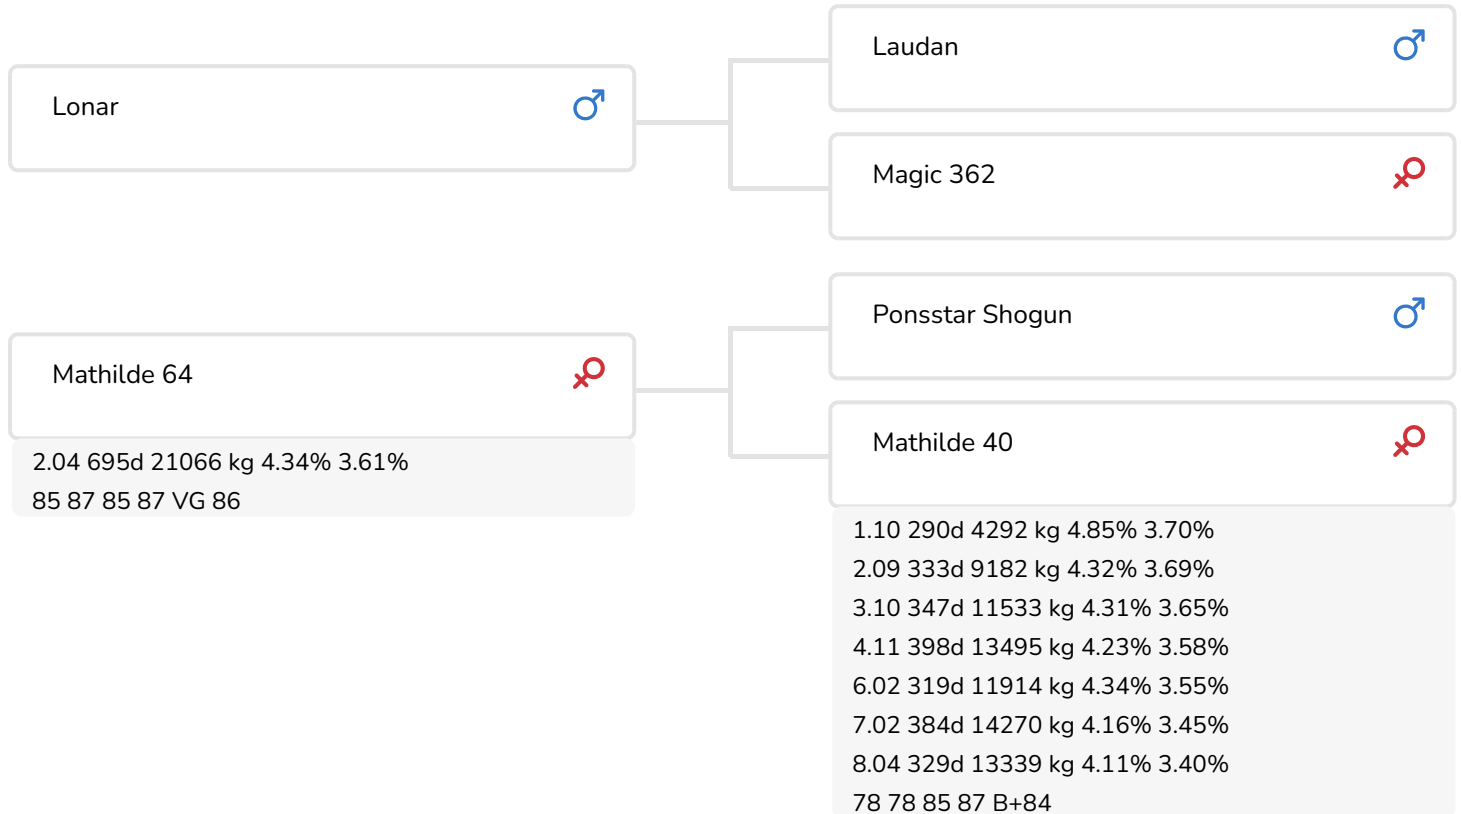 Lonar
Laudan
Magic 362
Mathilde 64
2.04 695d 21066 kg 4.34% 3.61%
85 87 85 87 VG 86
Ponsstar Shogun
Mathilde 40
1.10 290d 4292 kg 4.85% 3.70%
2.09 333d 9182 kg 4.32% 3.69%
3.10 347d 11533 kg 4.31% 3.65%
4.11 398d 13495 kg 4.23% 3.58%
6.02 319d 11914 kg 4.34% 3.55%
7.02 384d 14270 kg 4.16% 3.45%
8.04 329d 13339 kg 4.11% 3.40%
78 78 85 87 B+84